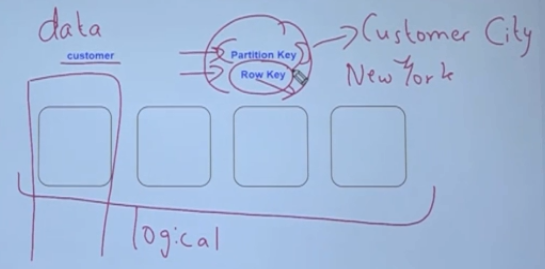 data
customer
Partition Key
Row Key
Customer City
New York
logical